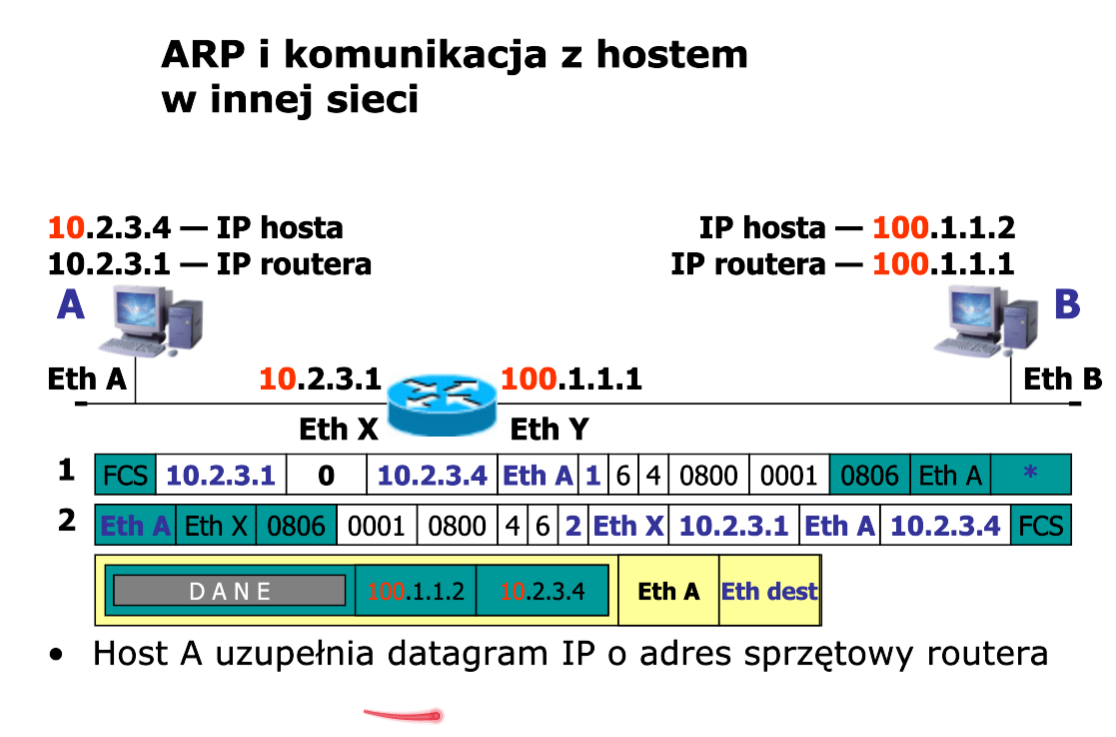 ARP i komunikacja z hostem
w innej sieci
10.2.3.4 — IP hosta
10.2.3.1 — IP routera
IP hosta — 100.1.1.2
IP routera — 100.1.1.1
A
B
Eth A
10.2.3.1
100.1.1.1
Eth B
Eth X
Eth Y
1 FCS 10.2.3.1 0 10.2.3.4 Eth A 1 6 4 0800 0001 0806 Eth A *
2 Eth A Eth X 0806 0001 0800 4 6 2 Eth X 10.2.3.1 Eth A 10.2.3.4 FCS
DANE 100.1.1.2 10.2.3.4 Eth A Eth dest
• Host A uzupełnia datagram IP o adres sprzętowy routera